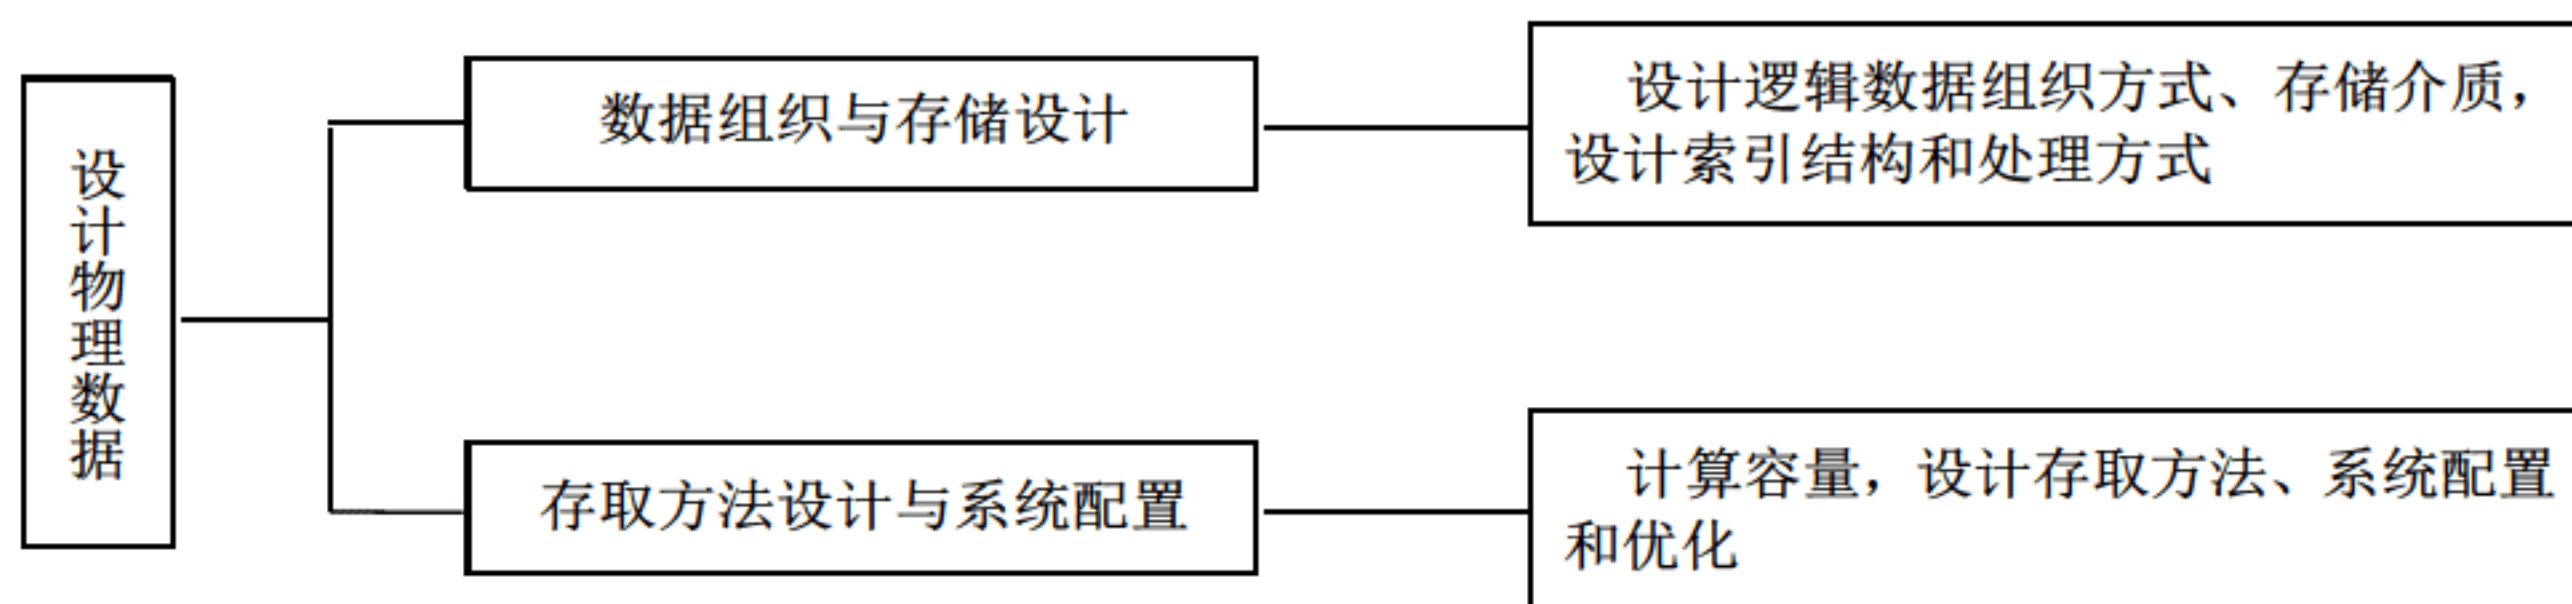 设计物理数据
数据组织与存储设计
设计逻辑数据组织方式、存储介质，
设计索引结构和处理方式
存取方法设计与系统配置
计算容量，设计存取方法、系统配置
和优化